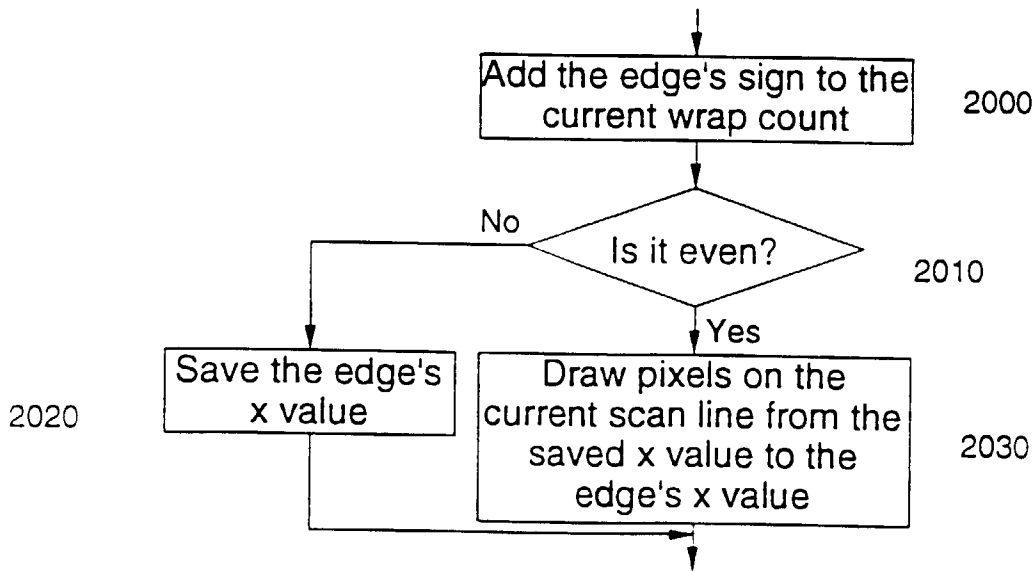 Add the edge's sign to the
current wrap count
2000
No
Is it even?
2010
Yes
Save the edge's
x value
2020
Draw pixels on the
current scan line from the
saved x value to the
edge's x value
2030